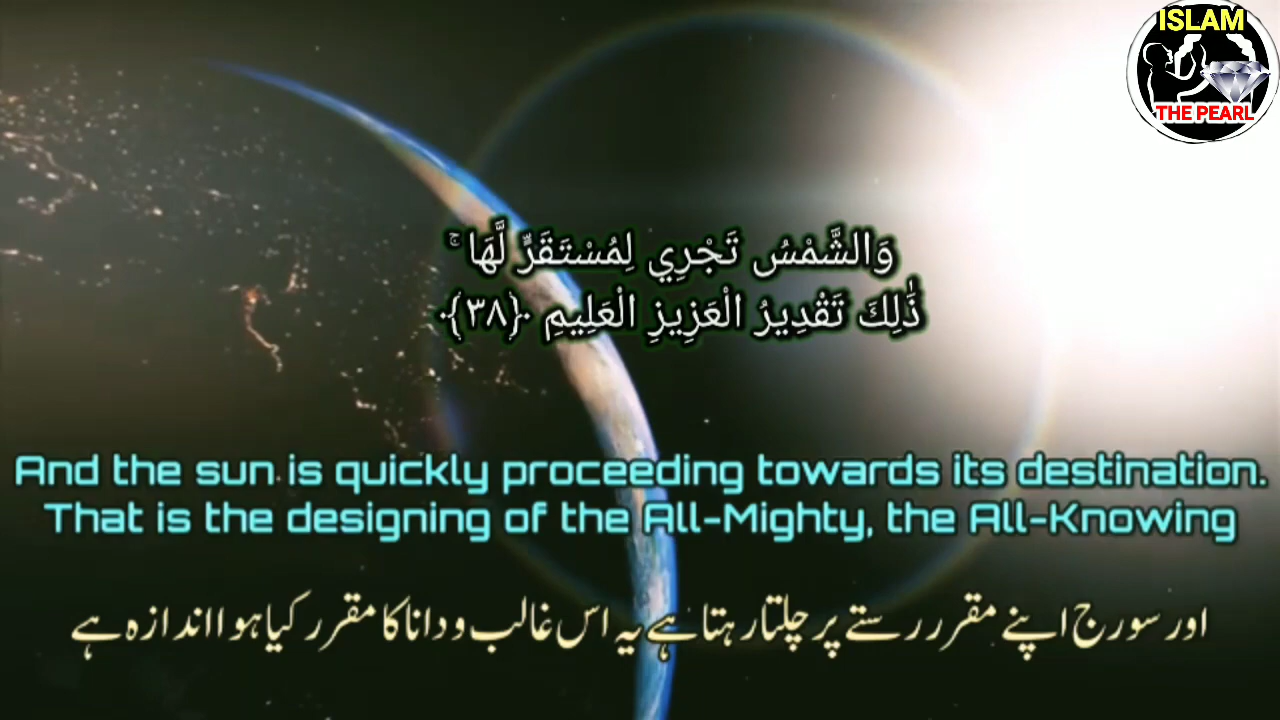 ISLAM
THE PEARL
وَالشَّمْسُ تَجْرِي لِمُسْتَقَرٍّ لَّهَا ۚ
ذَٰلِكَ تَقْدِيرُ الْعَزِيزِ الْعَلِيمِ ﴿٣٨﴾
And the sun is quickly proceeding towards its destination.
That is the designing of the All-Mighty, the All-Knowing
اور سورج اپنے مقرر رستے پر چلتا رہتا ہے یہ اس غالب و دانا کا مقرر کیا ہوا اندازہ ہے